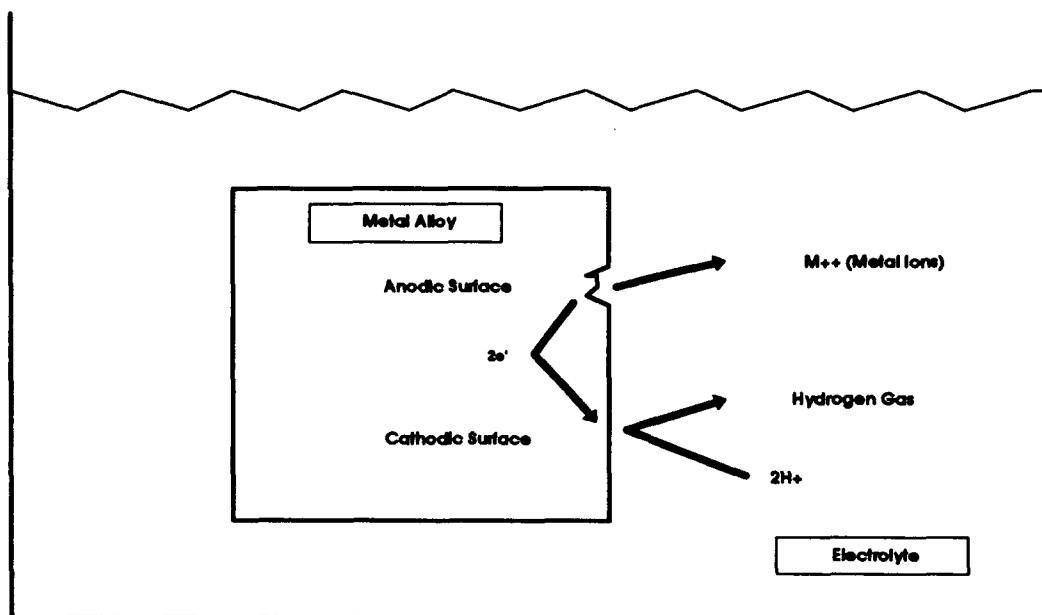 Metal Alloy
Anodic Surface
M++ (Metal Ions)
2e'
Hydrogen Gas
Cathodic Surface
2H+
Electrolyte